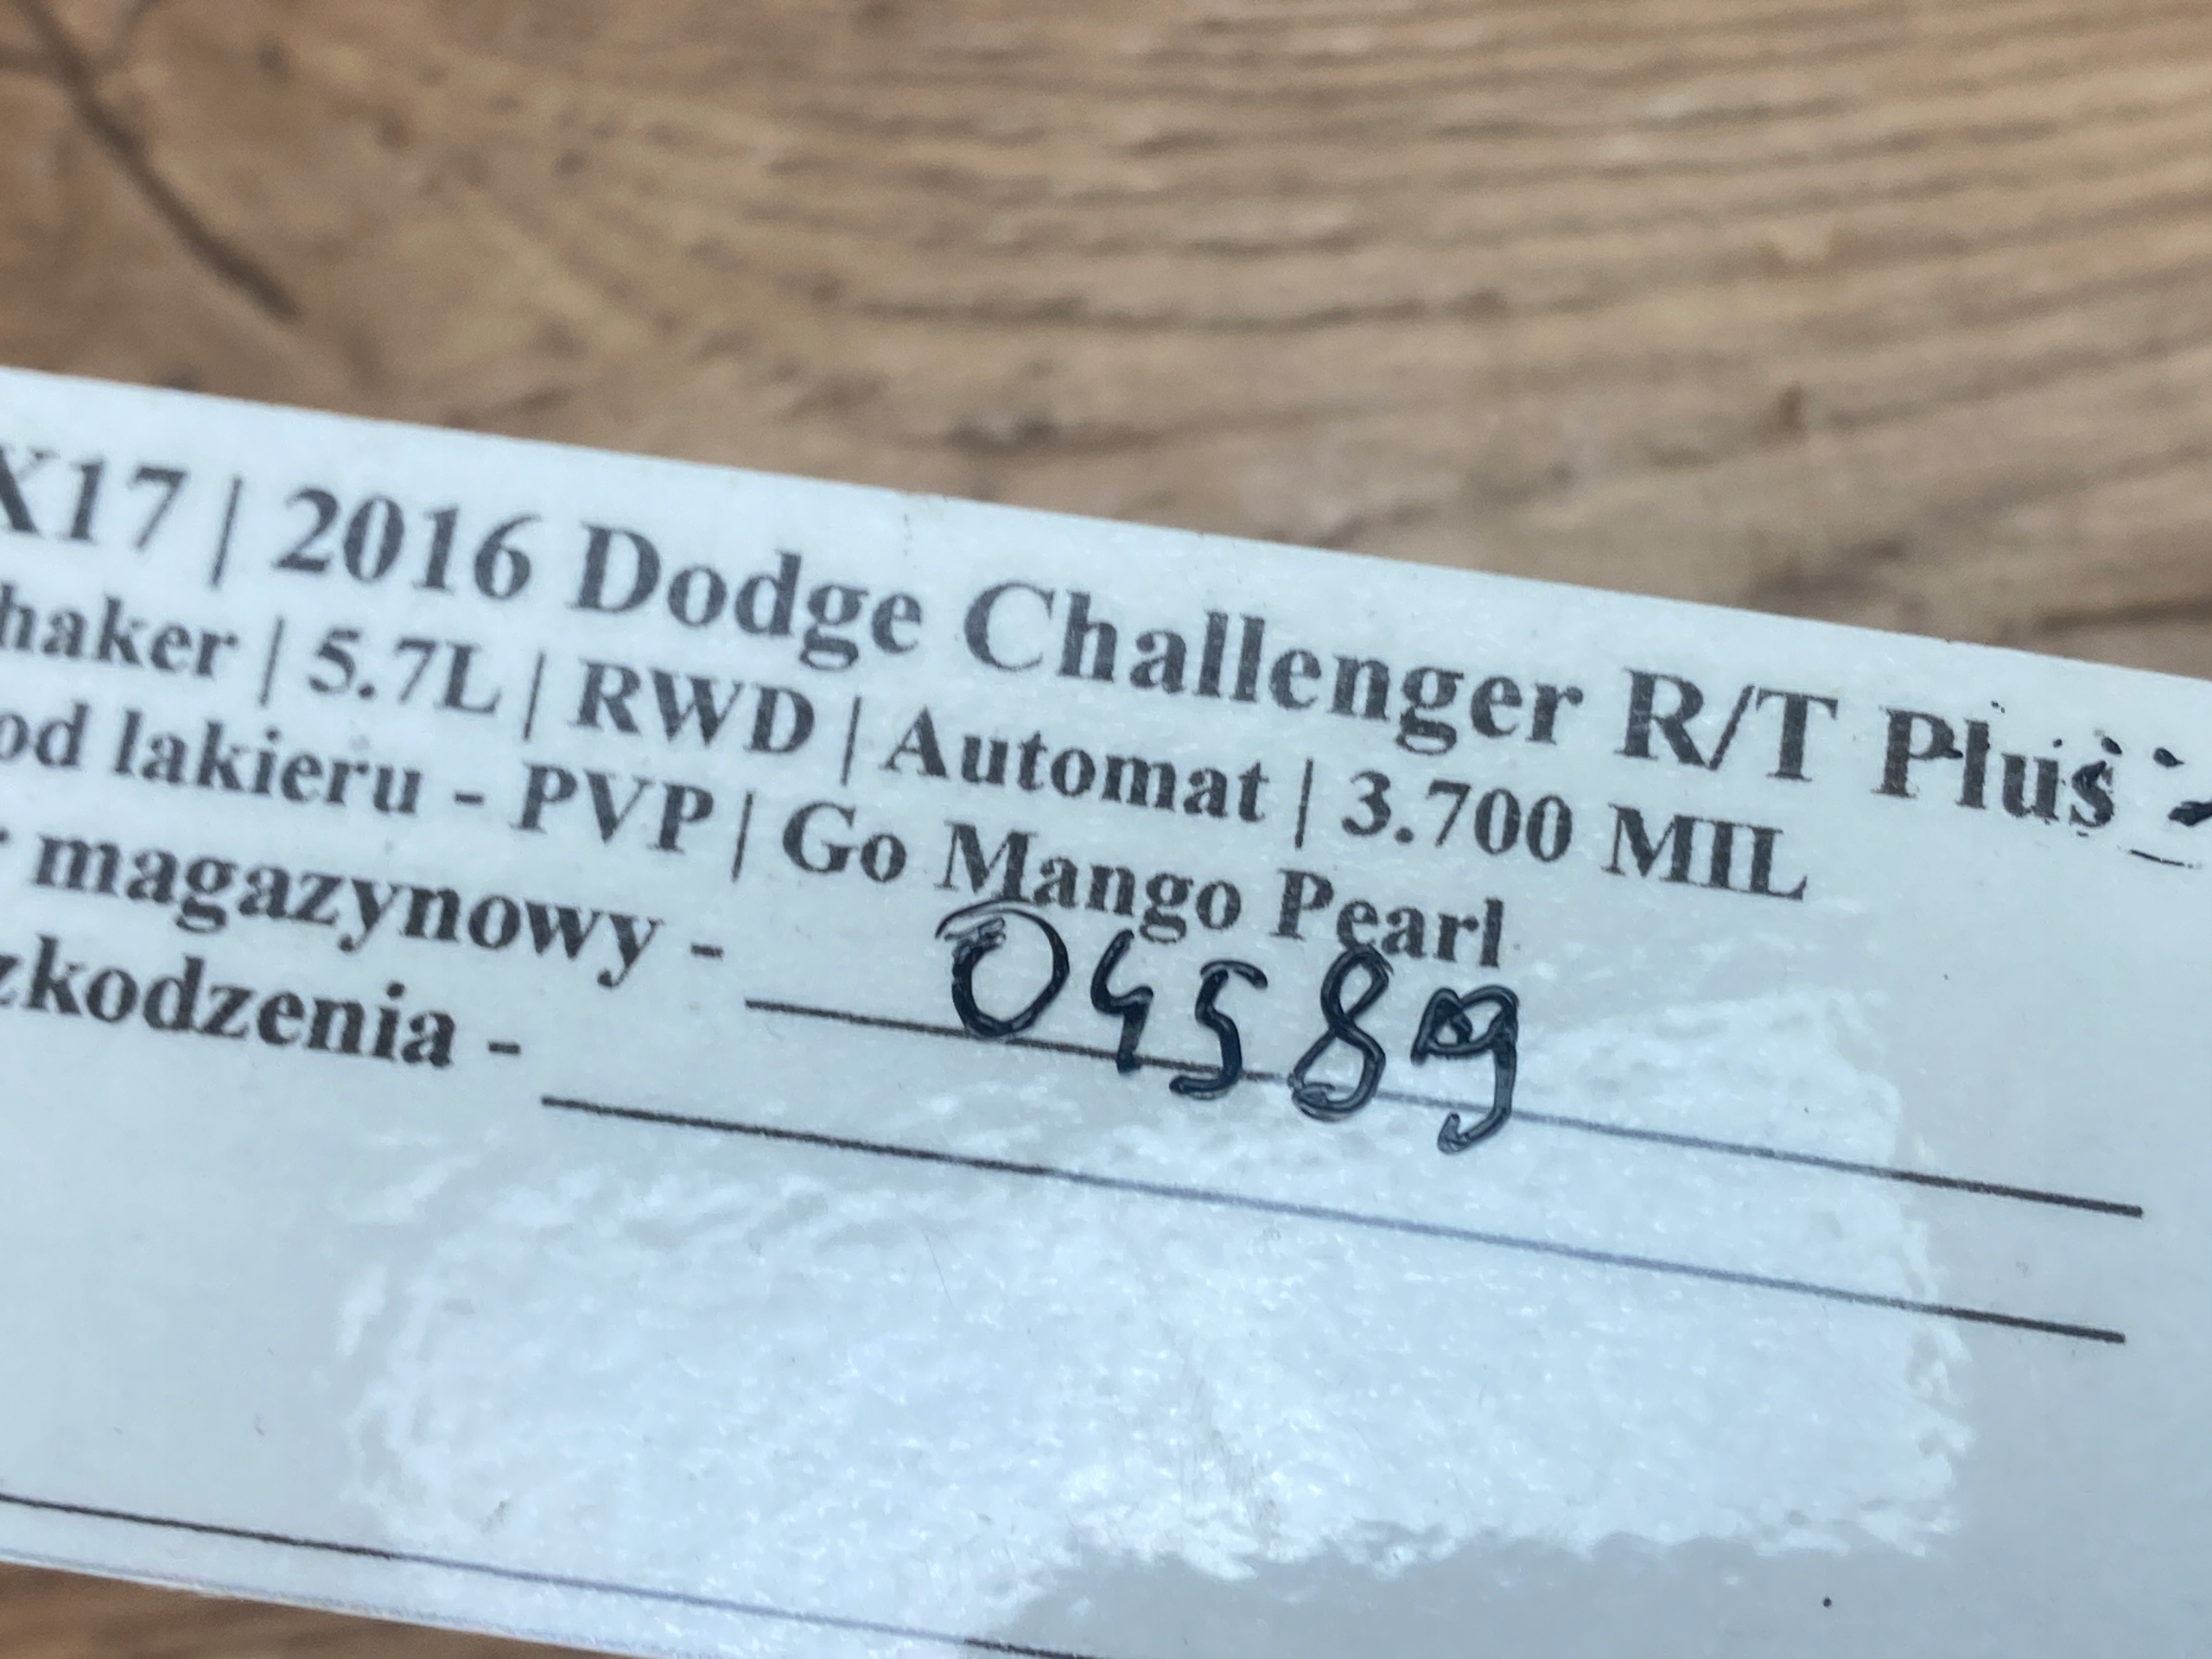 X17 | 2016 Dodge Challenger R/T Plus
haker | 5.7L | RWD | Automat | 3.700 MIL
od lakieru - PVP | Go Mango Pearl
magazynowy - 04589
zkodzenia -